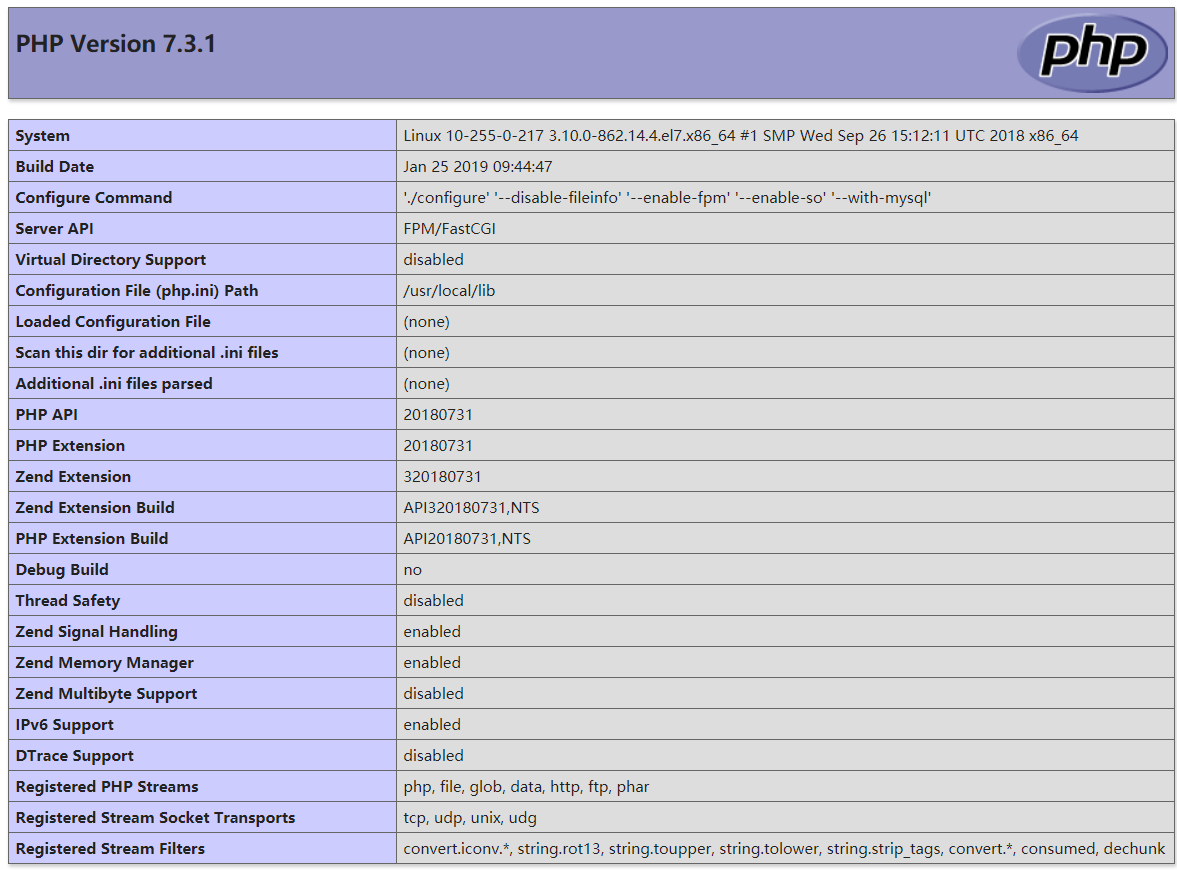 PHP Version 7.3.1
php
System Linux 10-255-0-217 3.10.0-862.14.4.el7.x86_64 #1 SMP Wed Sep 26 15:12:11 UTC 2018 x86_64
Build Date Jan 25 2019 09:44:47
Configure Command './configure' '--disable-fileinfo' '--enable-fpm' '--enable-so' '--with-mysql'
Server API FPM/FastCGI
Virtual Directory Support disabled
Configuration File (php.ini) Path /usr/local/lib
Loaded Configuration File (none)
Scan this dir for additional .ini files (none)
Additional .ini files parsed (none)
PHP API 20180731
PHP Extension 20180731
Zend Extension 320180731
Zend Extension Build API320180731,NTS
PHP Extension Build API20180731,NTS
Debug Build no
Thread Safety disabled
Zend Signal Handling enabled
Zend Memory Manager enabled
Zend Multibyte Support disabled
IPv6 Support enabled
DTrace Support disabled
Registered PHP Streams php, file, glob, data, http, ftp, phar
Registered Stream Socket Transports tcp, udp, unix, udg
Registered Stream Filters convert.iconv.*, string.rot13, string.toupper, string.tolower, string.strip_tags, convert.*, consumed, dechunk